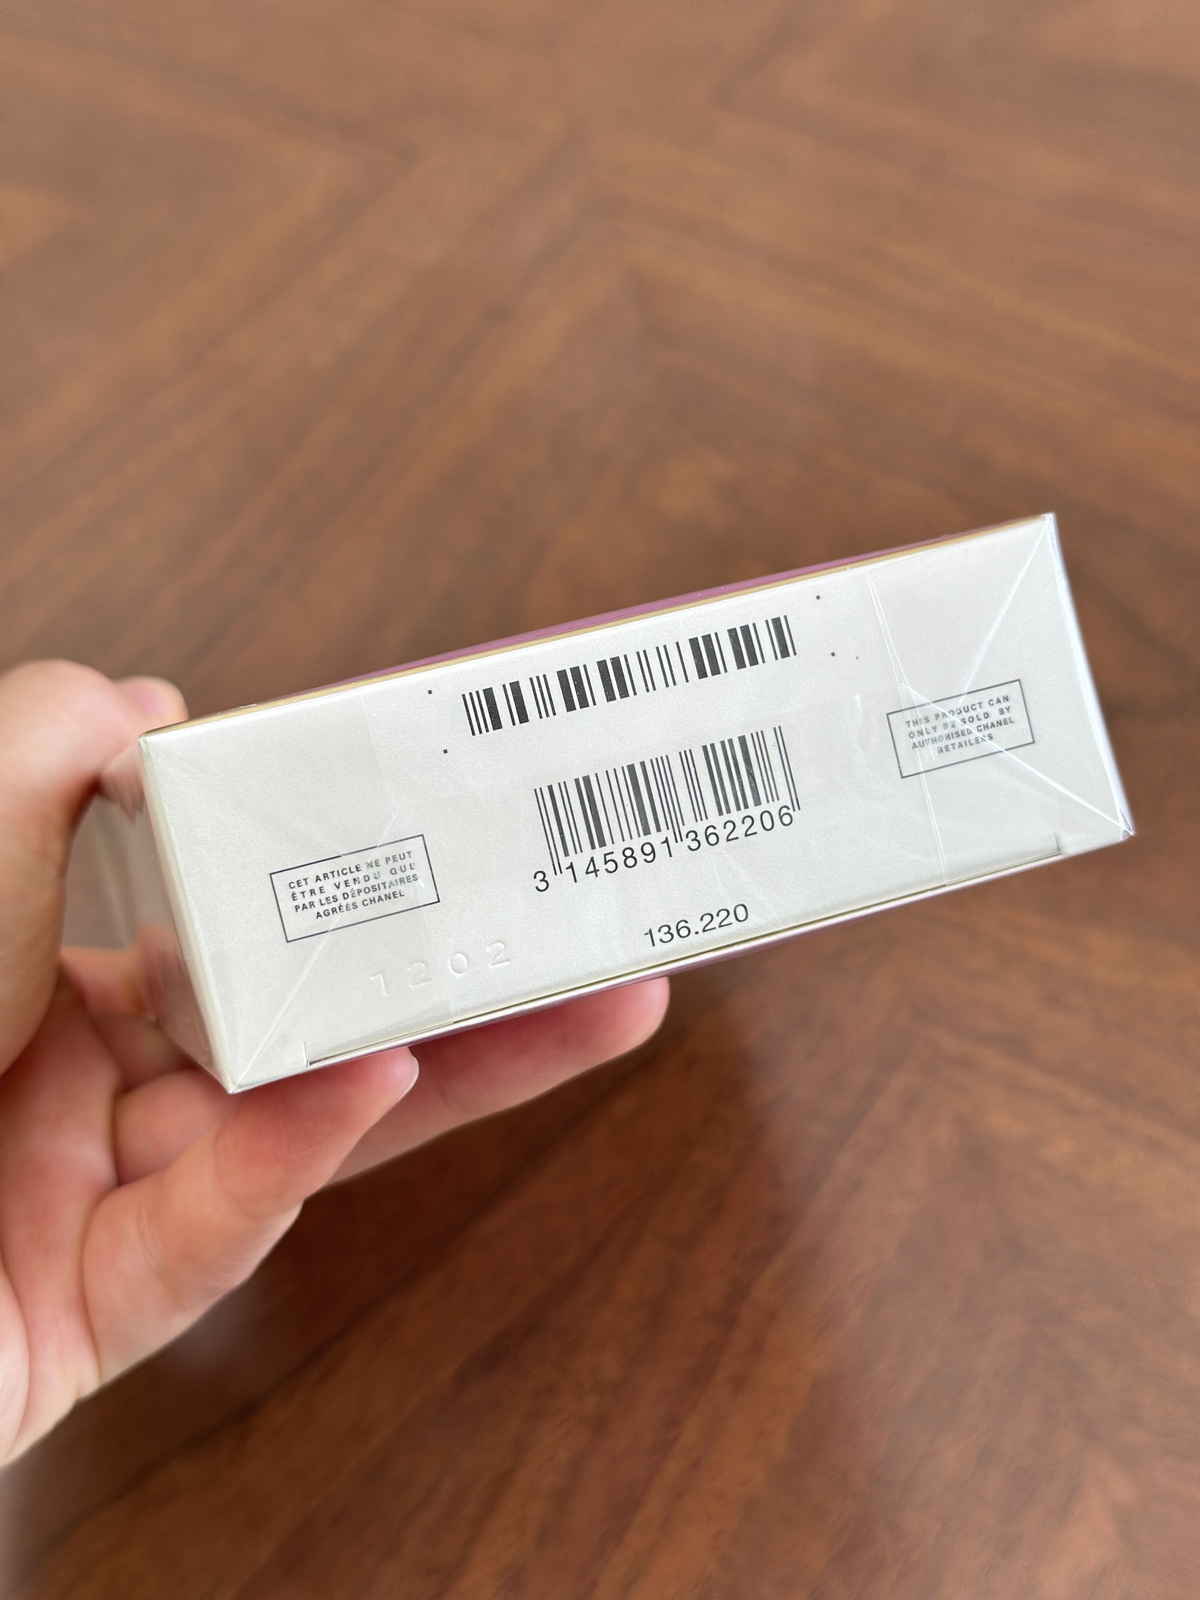 CET ARTICLE NE PEUT
ÊTRE VENDU QUE
PAR LES DÉPOSITAIRES
AGRÉÉS CHANEL
1202
3 145891 362206
136.220
THIS PRODUCT CAN
ONLY BE SOLD BY
AUTHORISED CHANEL
RETAILERS